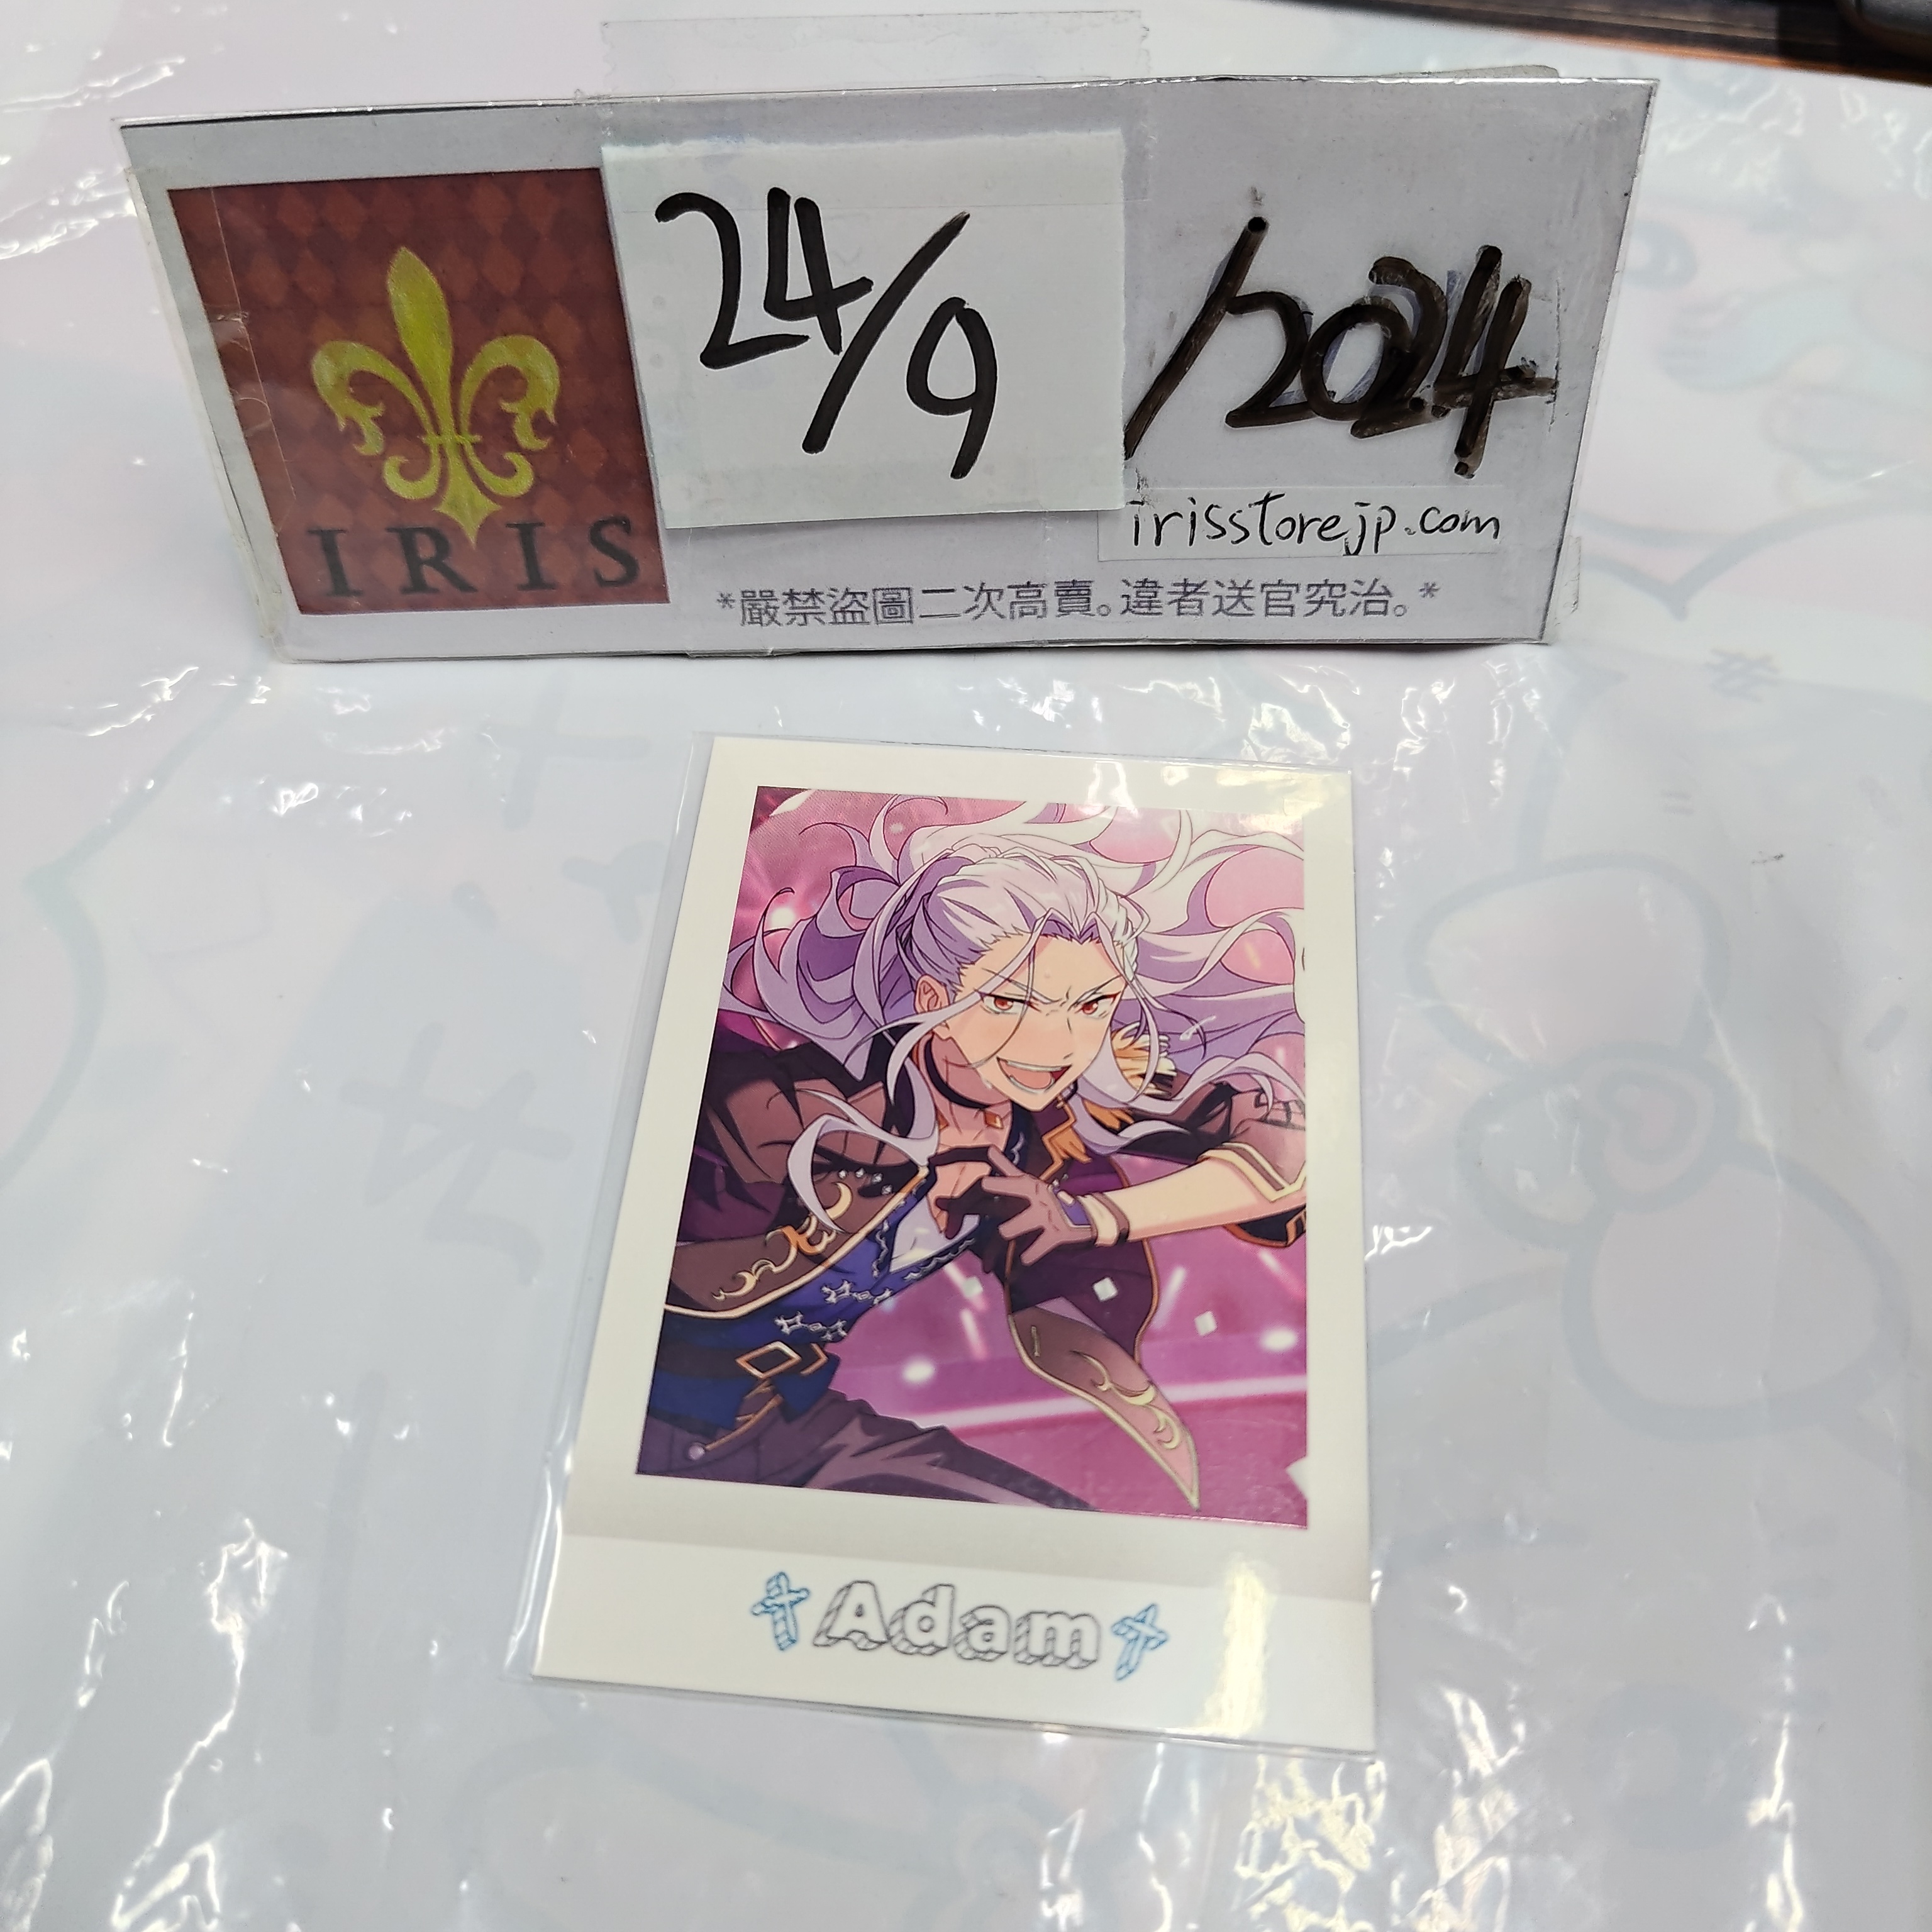 24/9/2024
IRIS
irisstorejp.com
*嚴禁盜圖二次高賣。違者送官究治。*
Adam